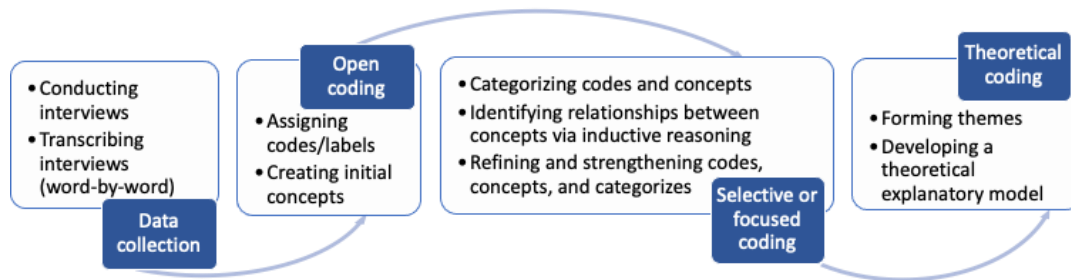 • Conducting
interviews
• Transcribing
interviews
(word-by-word)
Data
collection
Open
coding
• Assigning
codes/labels
• Creating initial
concepts
• Categorizing codes and concepts
• Identifying relationships between
concepts via inductive reasoning
• Refining and strengthening codes,
concepts, and categorizes
Selective or
focused
coding
Theoretical
coding
• Forming themes
• Developing a
theoretical
explanatory model